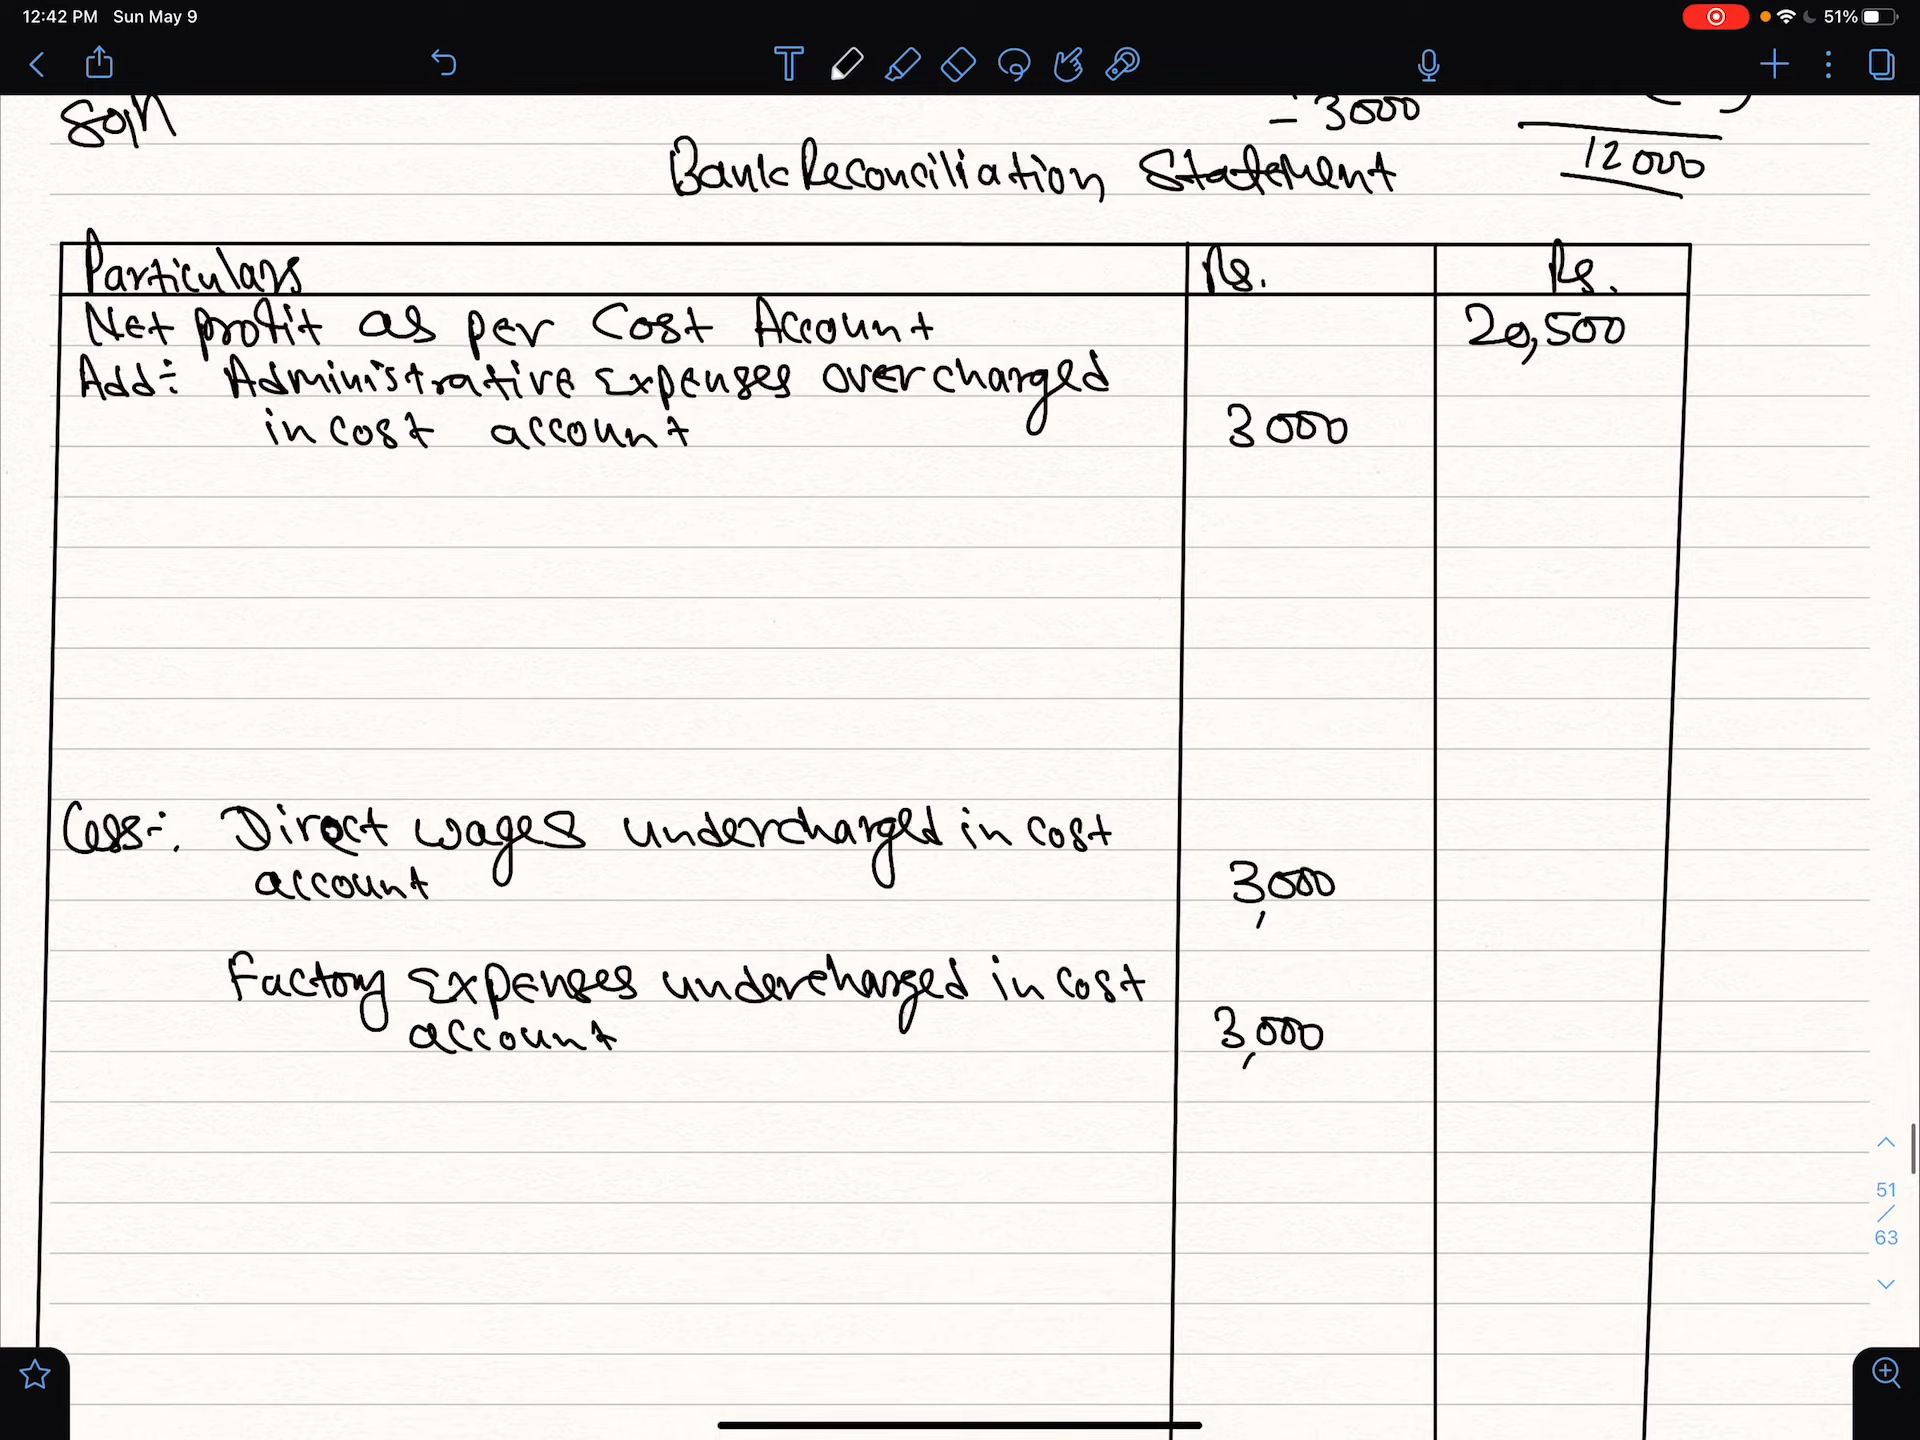 12:42 PM Sun May 9
51%
Soln
= 3000
12000
Bank Reconciliation Statement
Particulars Rs. Rs.
Net profit as per Cost Account 20,500
Add:- Administrative Expenses overcharged
in cost account 3000
Less:- Direct wages undercharged in cost
account 3,000
Factory Expenses undercharged in cost
account 3,000
51
/
63